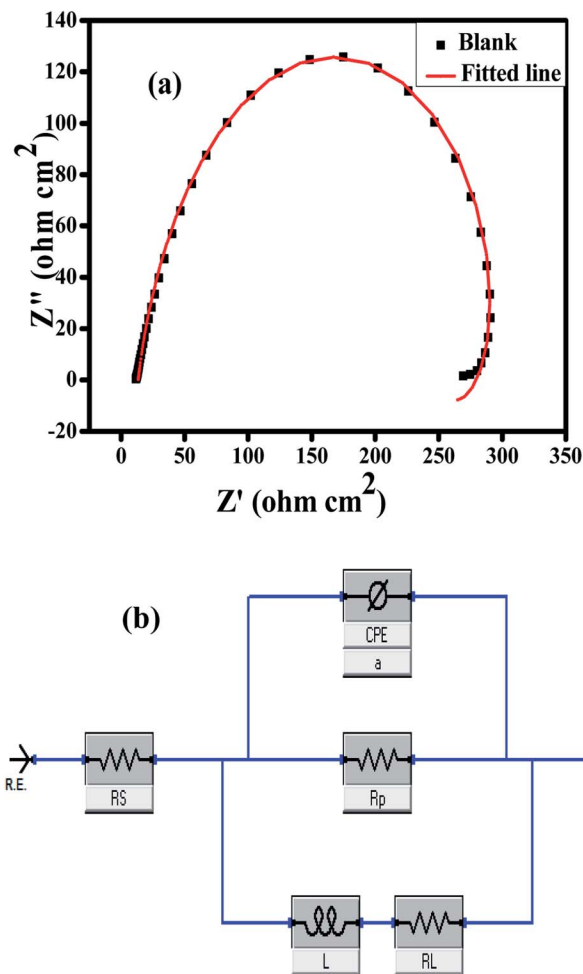 140
120
100
80
60
40
20
0
-20
Z" (ohm cm²)
(a)
Blank
Fitted line
0 50 100 150 200 250 300 350
Z' (ohm cm²)
(b)
CPE
a
R.E.
RS
Rp
L
RL